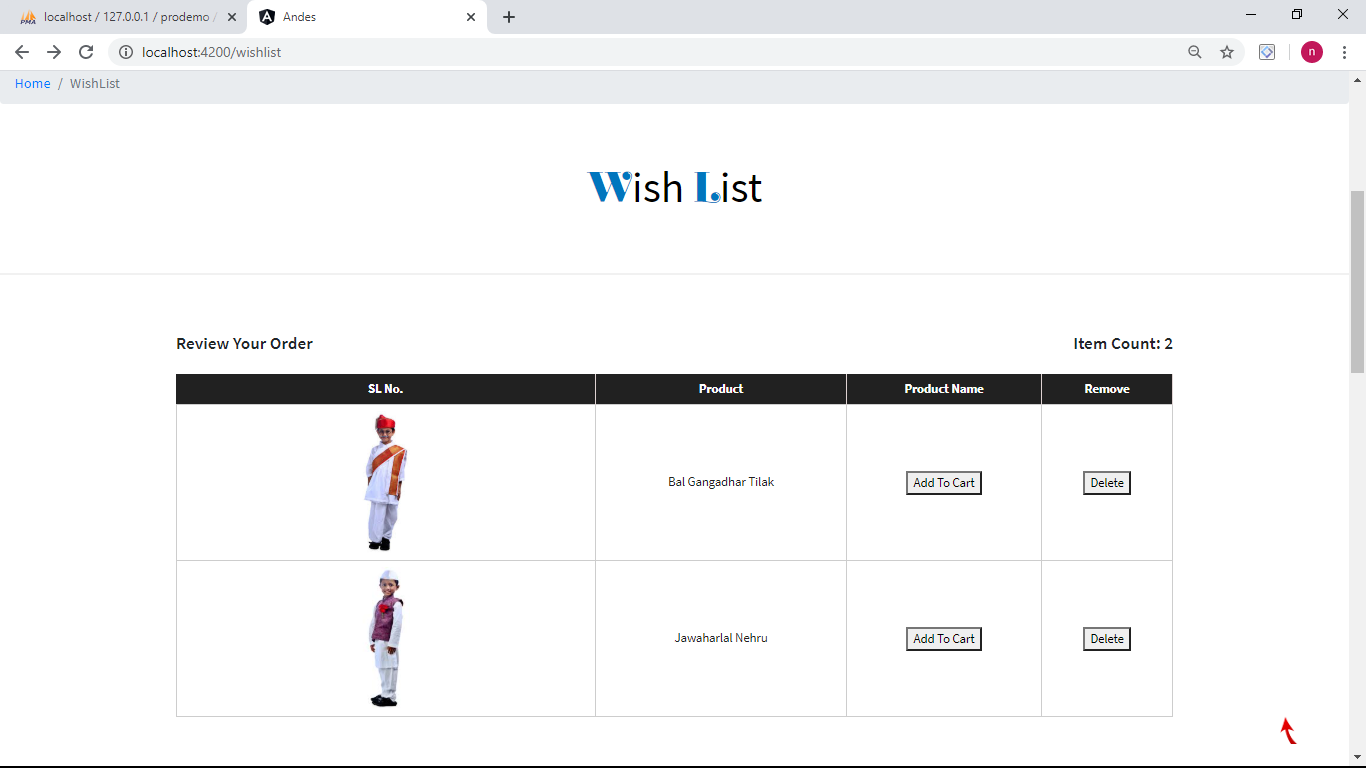 localhost / 127.0.0.1 / prodemo /
Andes
localhost:4200/wishlist
n
Home / WishList
Wish List
Review Your Order
Item Count: 2
SL No. Product Product Name Remove
Bal Gangadhar Tilak Add To Cart Delete
Jawaharlal Nehru Add To Cart Delete